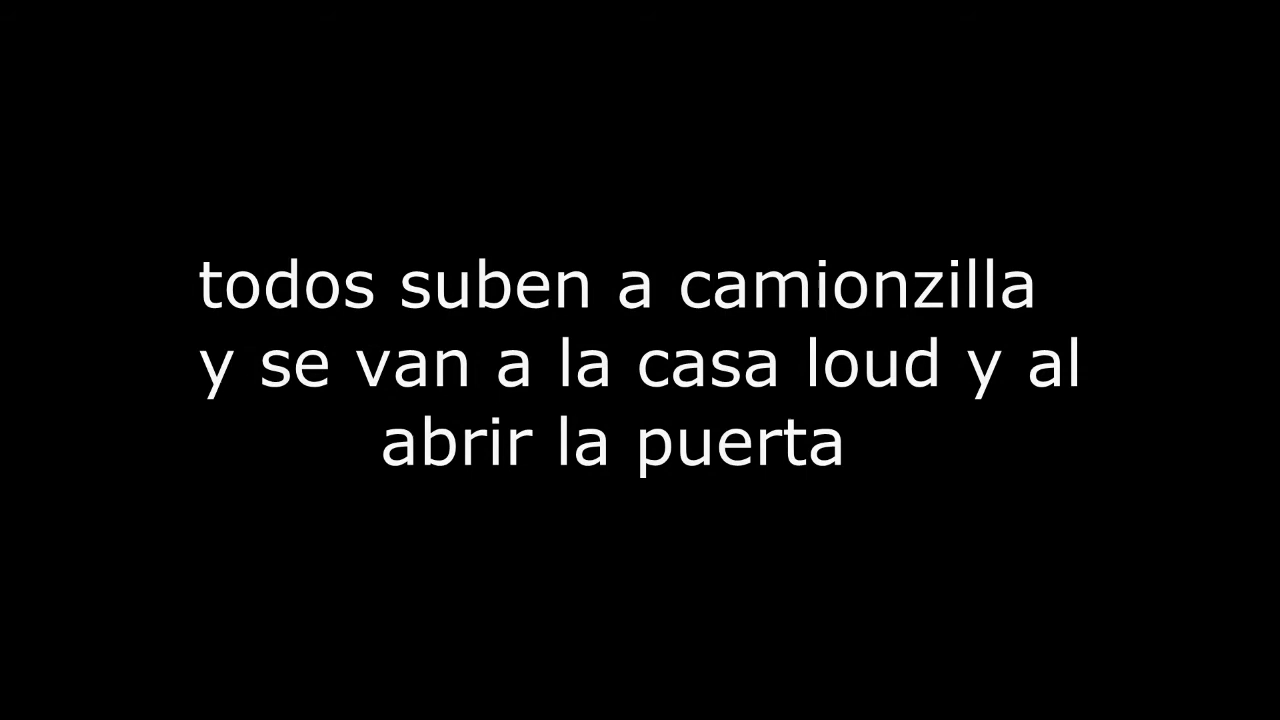 todos suben a camionzilla
y se van a la casa loud y al
abrir la puerta